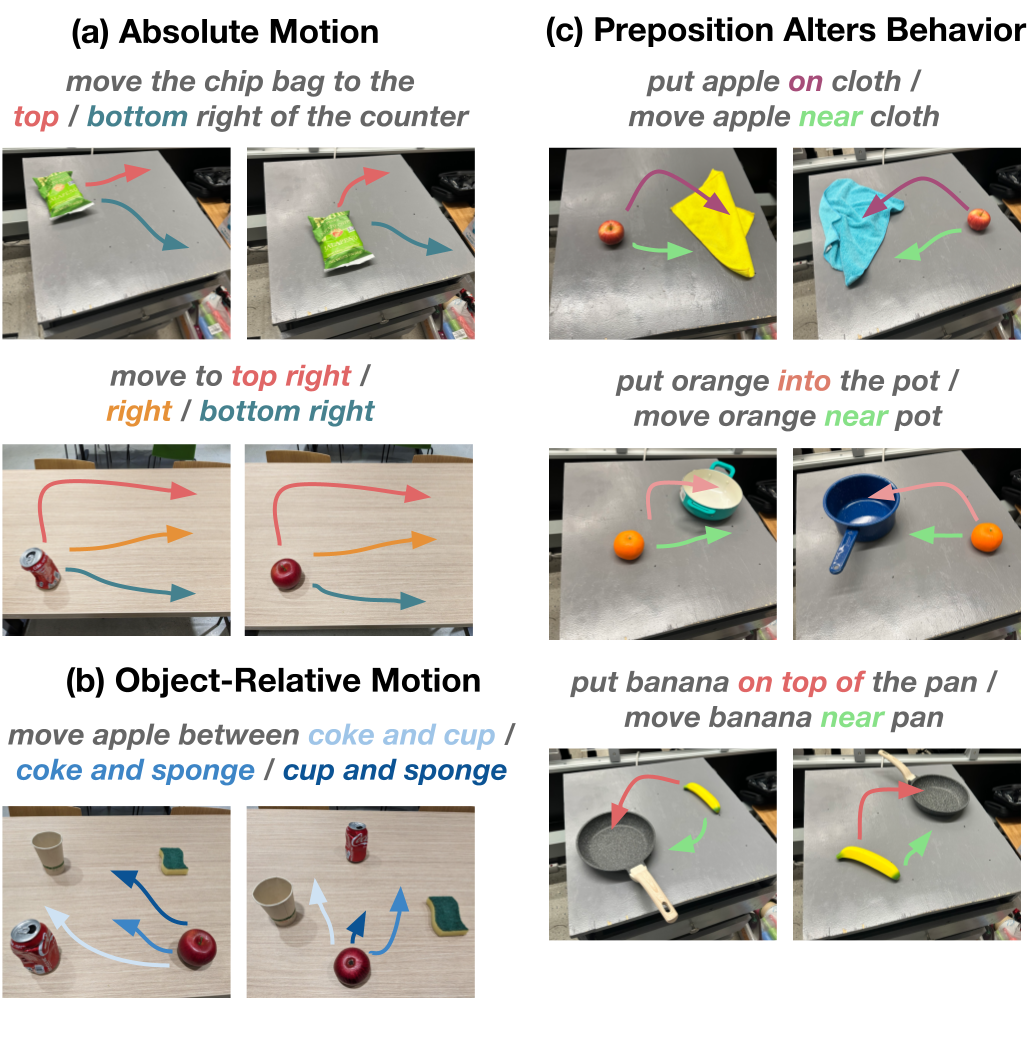 (a) Absolute Motion
move the chip bag to the
top / bottom right of the counter
move to top right /
right / bottom right
(b) Object-Relative Motion
move apple between coke and cup /
coke and sponge / cup and sponge
(c) Preposition Alters Behavior
put apple on cloth /
move apple near cloth
put orange into the pot /
move orange near pot
put banana on top of the pan /
move banana near pan